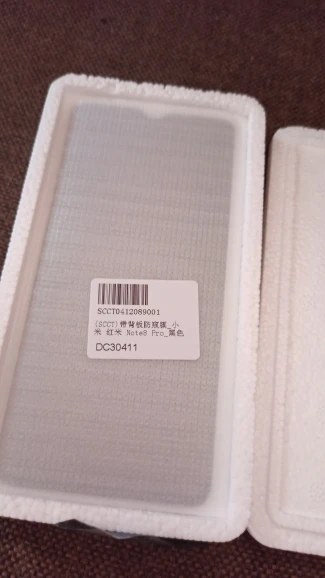 SCCT0412089001
(SCCT)带背板防窥膜_小
米 红米 Note8 Pro_黑色
DC30411